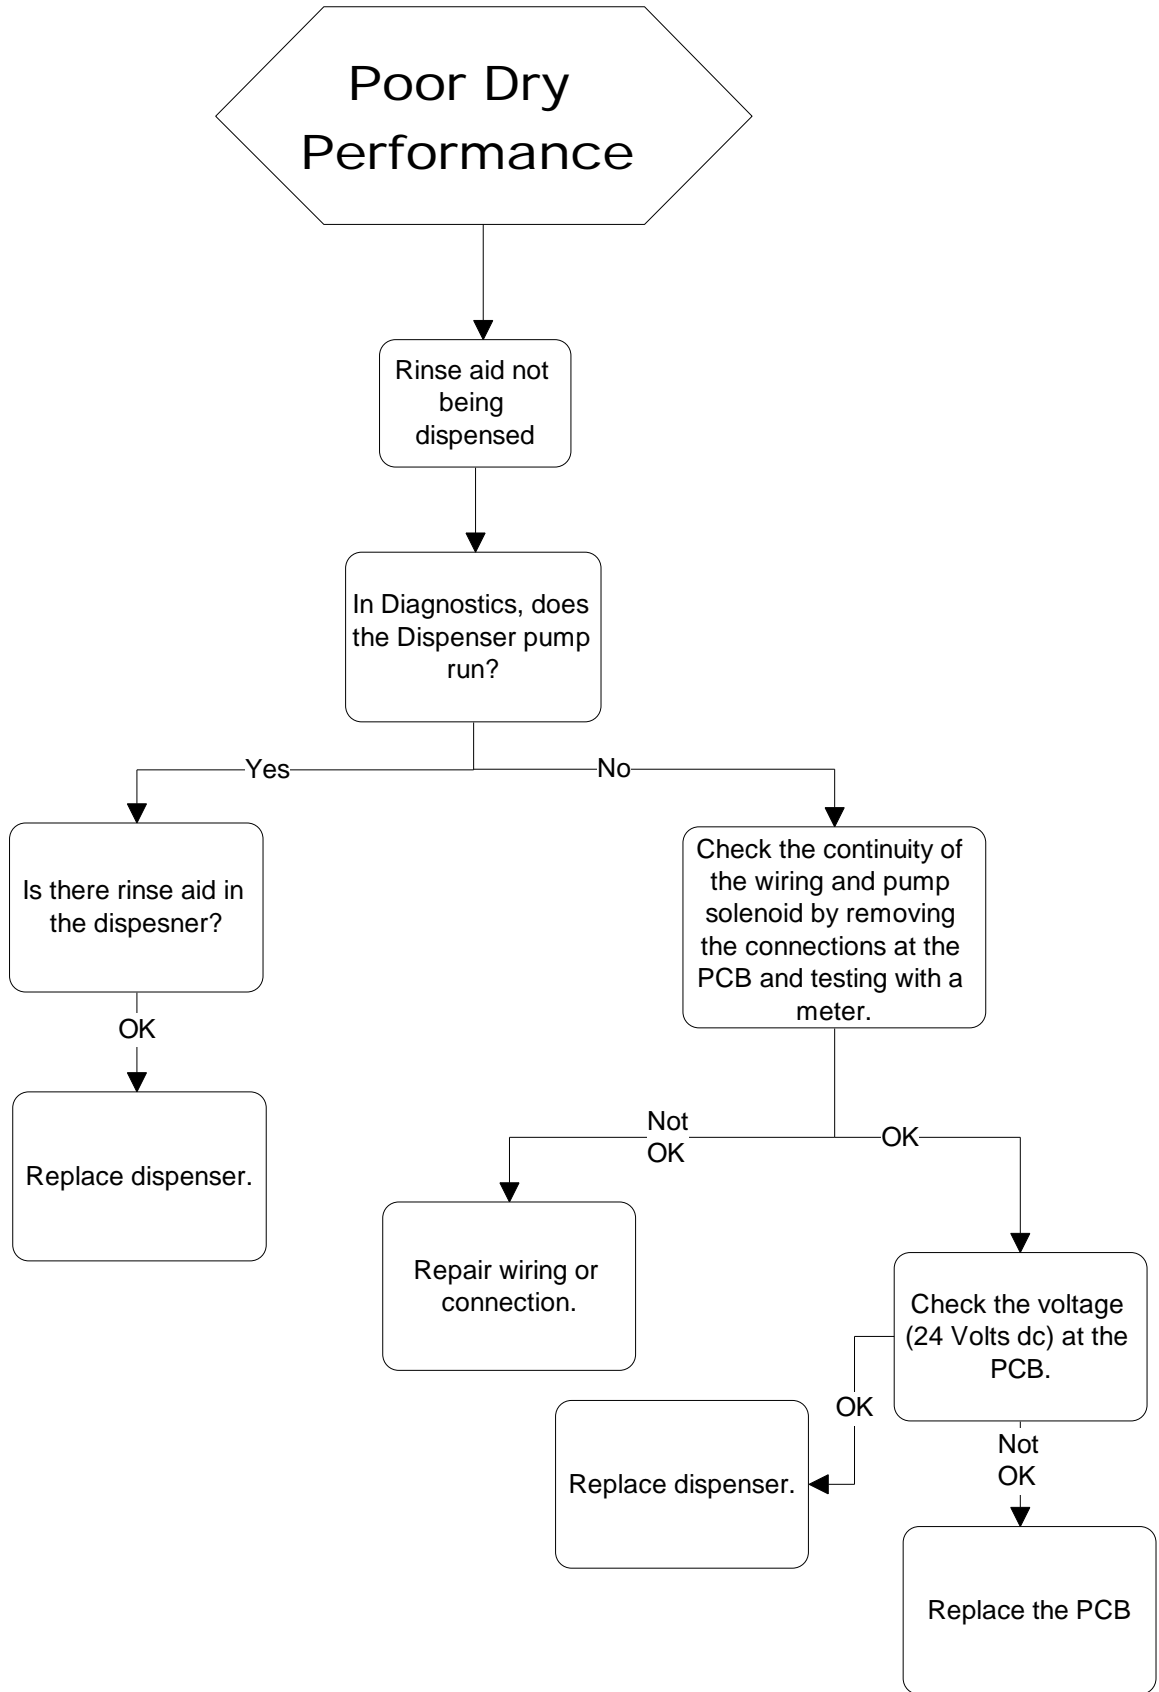 Poor Dry
Performance
Rinse aid not
being
dispensed
In Diagnostics, does
the Dispenser pump
run?
Yes
No
Is there rinse aid in
the dispesner?
Check the continuity of
the wiring and pump
solenoid by removing
the connections at the
PCB and testing with a
meter.
OK
Replace dispenser.
Not
OK
OK
Repair wiring or
connection.
Check the voltage
(24 Volts dc) at the
PCB.
OK
Replace dispenser.
Not
OK
Replace the PCB